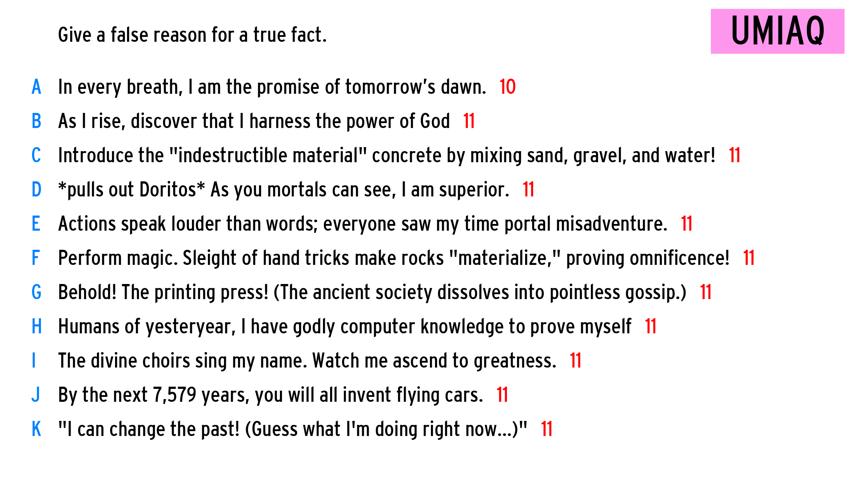 UMIAQ
Give a false reason for a true fact.
A In every breath, I am the promise of tomorrow's dawn. 10
B As I rise, discover that I harness the power of God 11
C Introduce the "indestructible material" concrete by mixing sand, gravel, and water! 11
D *pulls out Doritos* As you mortals can see, I am superior. 11
E Actions speak louder than words; everyone saw my time portal misadventure. 11
F Perform magic. Sleight of hand tricks make rocks "materialize," proving omnificence! 11
G Behold! The printing press! (The ancient society dissolves into pointless gossip.) 11
H Humans of yesteryear, I have godly computer knowledge to prove myself 11
I The divine choirs sing my name. Watch me ascend to greatness. 11
J By the next 7,579 years, you will all invent flying cars. 11
K "I can change the past! (Guess what I'm doing right now...)" 11